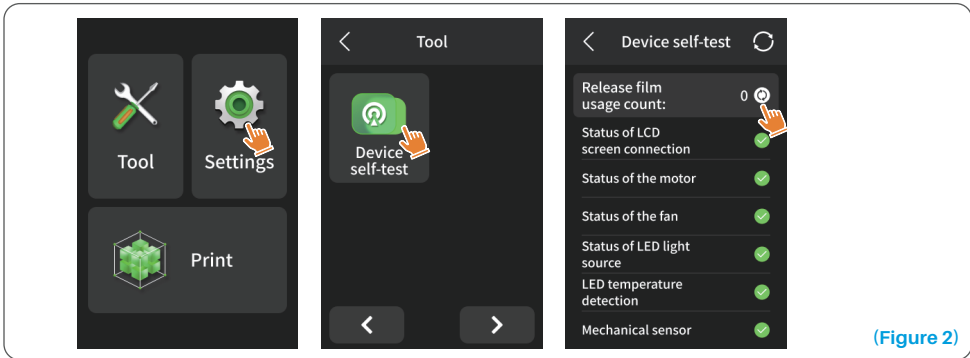 Tool
Settings
Print
Tool
Device
self-test
Device self-test
Release film
usage count:
0
Status of LCD
screen connection
Status of the motor
Status of the fan
Status of LED light
source
LED temperature
detection
Mechanical sensor
(Figure 2)